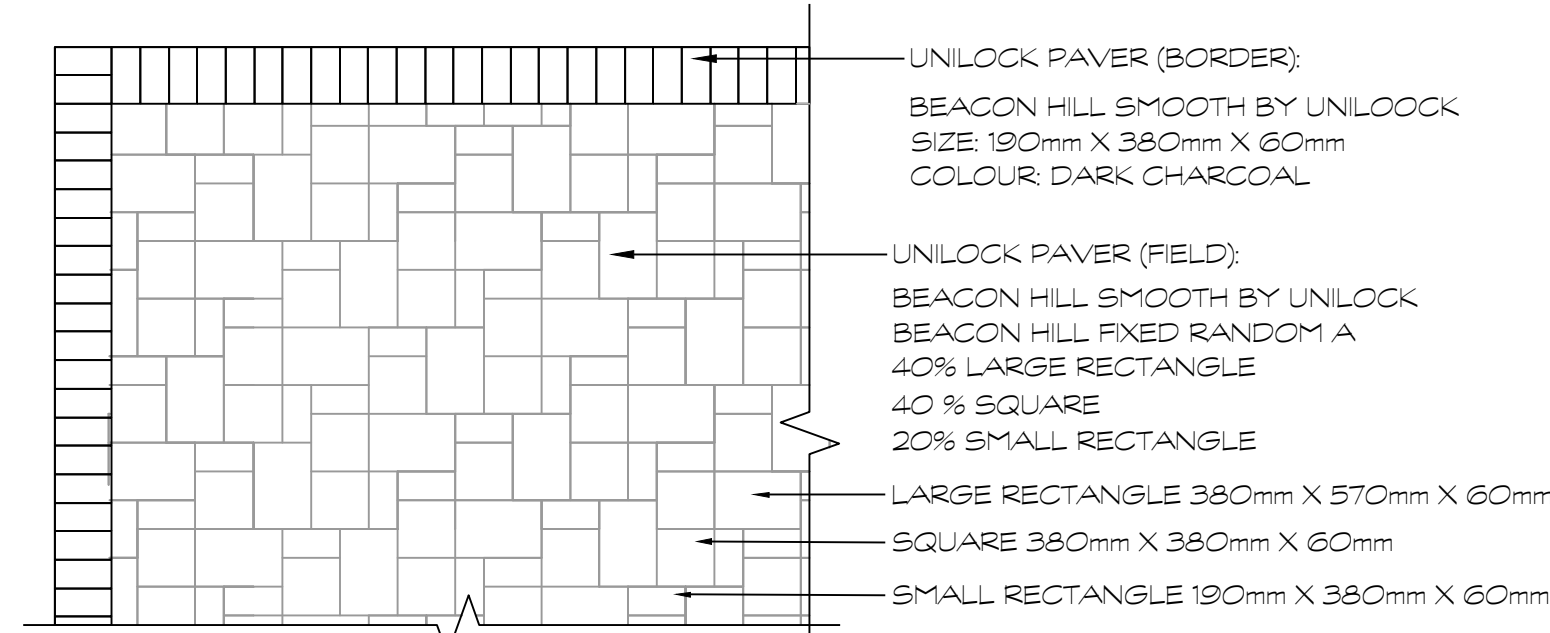 UNILOCK PAVER (BORDER):
BEACON HILL SMOOTH BY UNILOOCK
SIZE: 190mm X 380mm X 60mm
COLOUR: DARK CHARCOAL
UNILOCK PAVER (FIELD):
BEACON HILL SMOOTH BY UNILOCK
BEACON HILL FIXED RANDOM A
40% LARGE RECTANGLE
40 % SQUARE
20% SMALL RECTANGLE
LARGE RECTANGLE 380mm X 570mm X 60mm
SQUARE 380mm X 380mm X 60mm
SMALL RECTANGLE 190mm X 380mm X 60mm